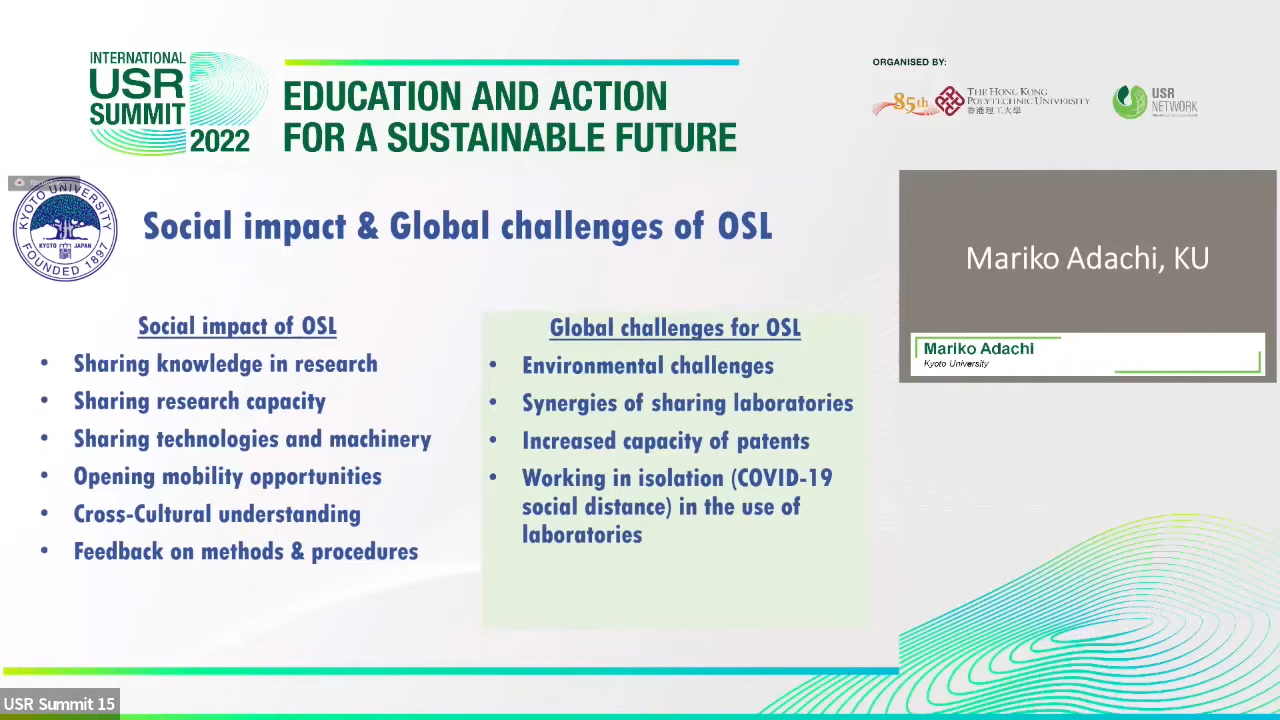 INTERNATIONAL
USR
SUMMIT
2022
EDUCATION AND ACTION
FOR A SUSTAINABLE FUTURE
ORGANISED BY:
85th
THE HONG KONG
POLYTECHNIC UNIVERSITY
香港理工大學
USR
NETWORK
KYOTO UNIVERSITY
KYOTO JAPAN
FOUNDED 1897
Social impact & Global challenges of OSL
Mariko Adachi, KU
Mariko Adachi
Kyoto University
Social impact of OSL
• Sharing knowledge in research
• Sharing research capacity
• Sharing technologies and machinery
• Opening mobility opportunities
• Cross-Cultural understanding
• Feedback on methods & procedures
Global challenges for OSL
• Environmental challenges
• Synergies of sharing laboratories
• Increased capacity of patents
• Working in isolation (COVID-19
social distance) in the use of
laboratories
USR Summit 15